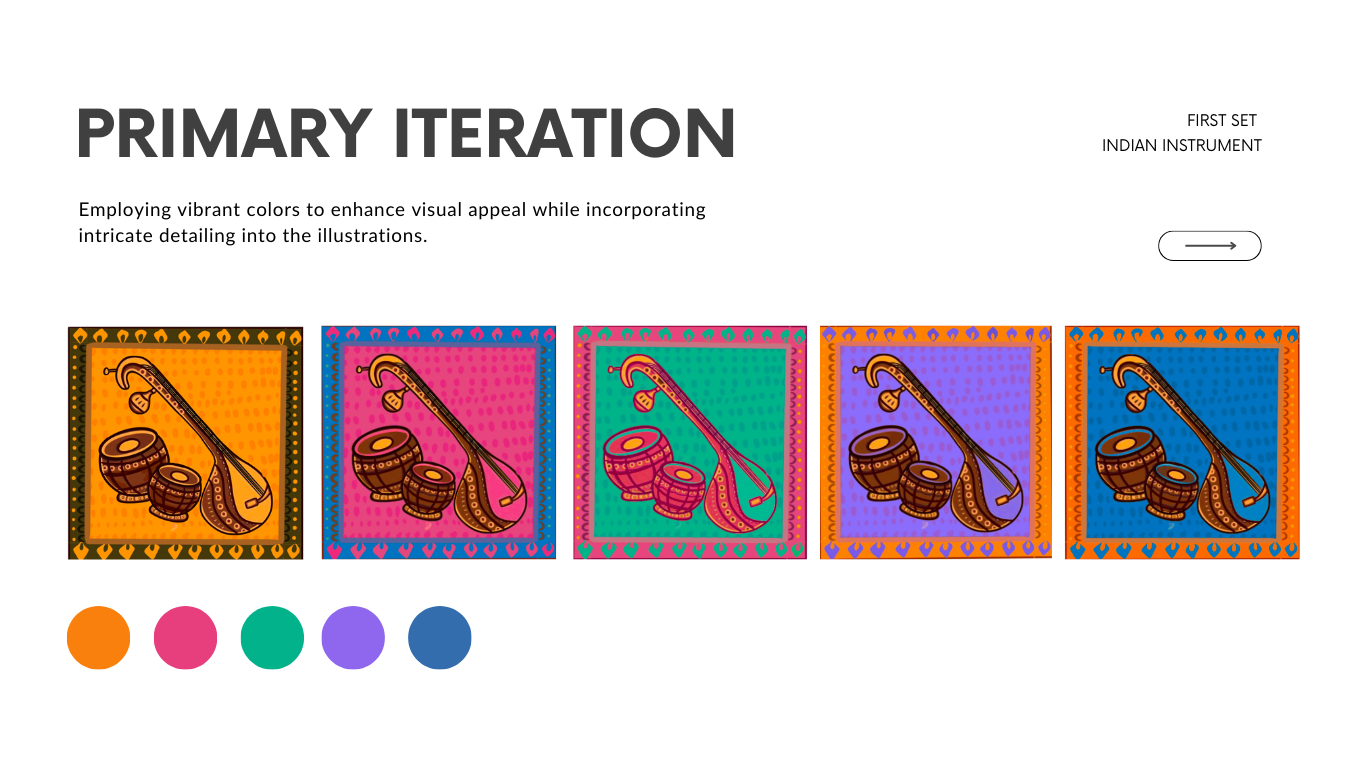 PRIMARY ITERATION
FIRST SET
INDIAN INSTRUMENT
Employing vibrant colors to enhance visual appeal while incorporating
intricate detailing into the illustrations.